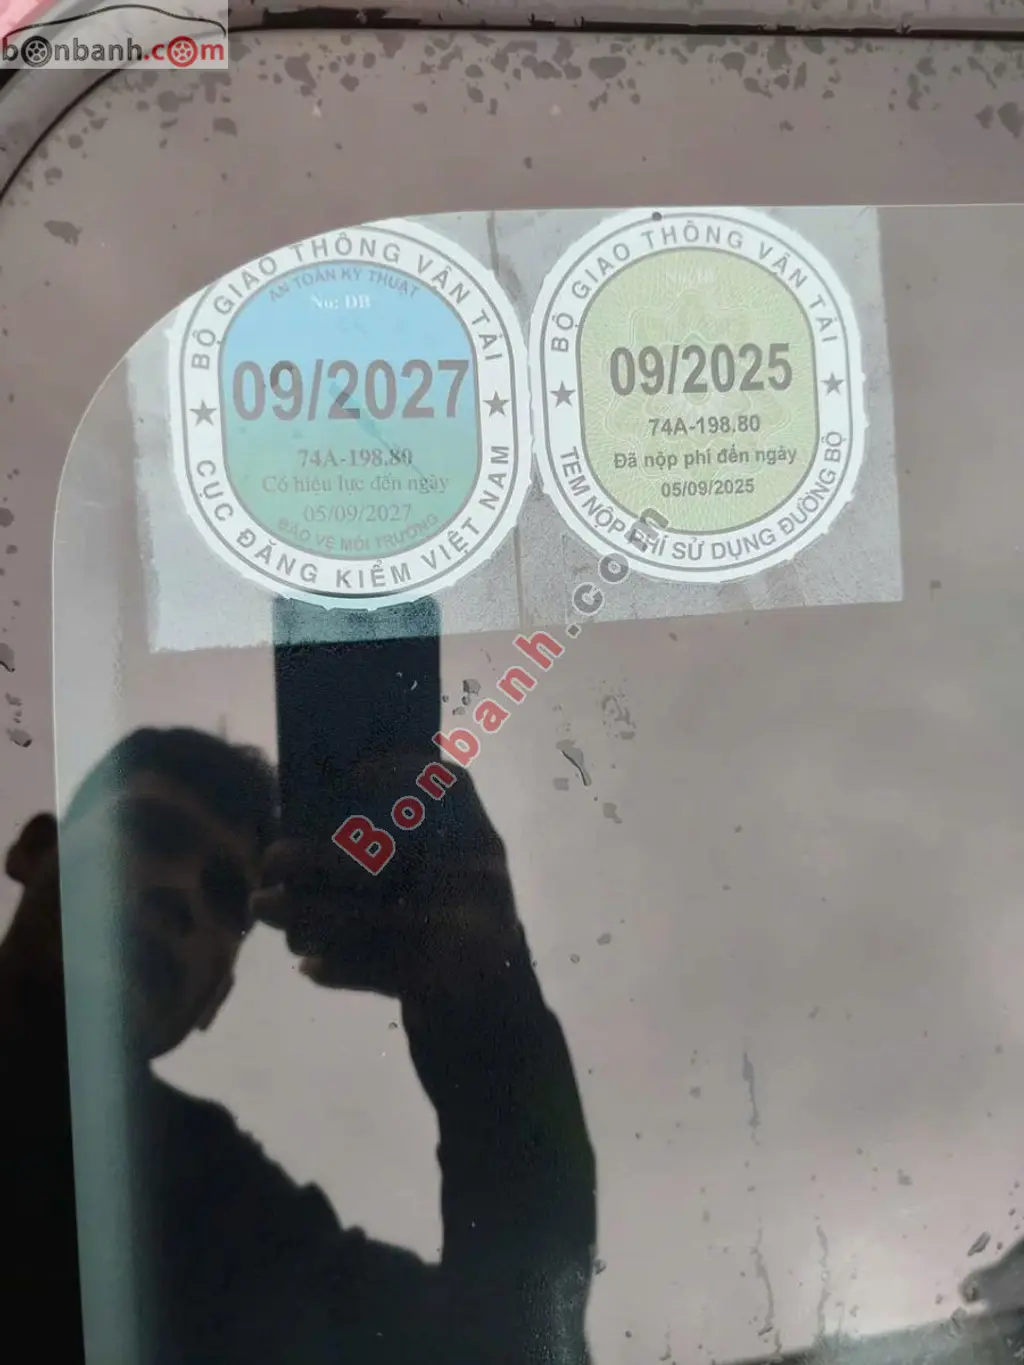 bonbanh.com
BỘ GIAO THÔNG VẬN TẢI
AN TOÀN KỸ THUẬT
No: DB
09/2027
74A-198.80
Có hiệu lực đến ngày
05/09/2027
BẢO VỆ MÔI TRƯỜNG
CỤC ĐĂNG KIỂM VIỆT NAM
BỘ GIAO THÔNG VẬN TẢI
09/2025
74A-198.80
Đã nộp phí đến ngày
05/09/2025
TEM NỘP PHÍ SỬ DỤNG ĐƯỜNG BỘ
Bonbanh.com